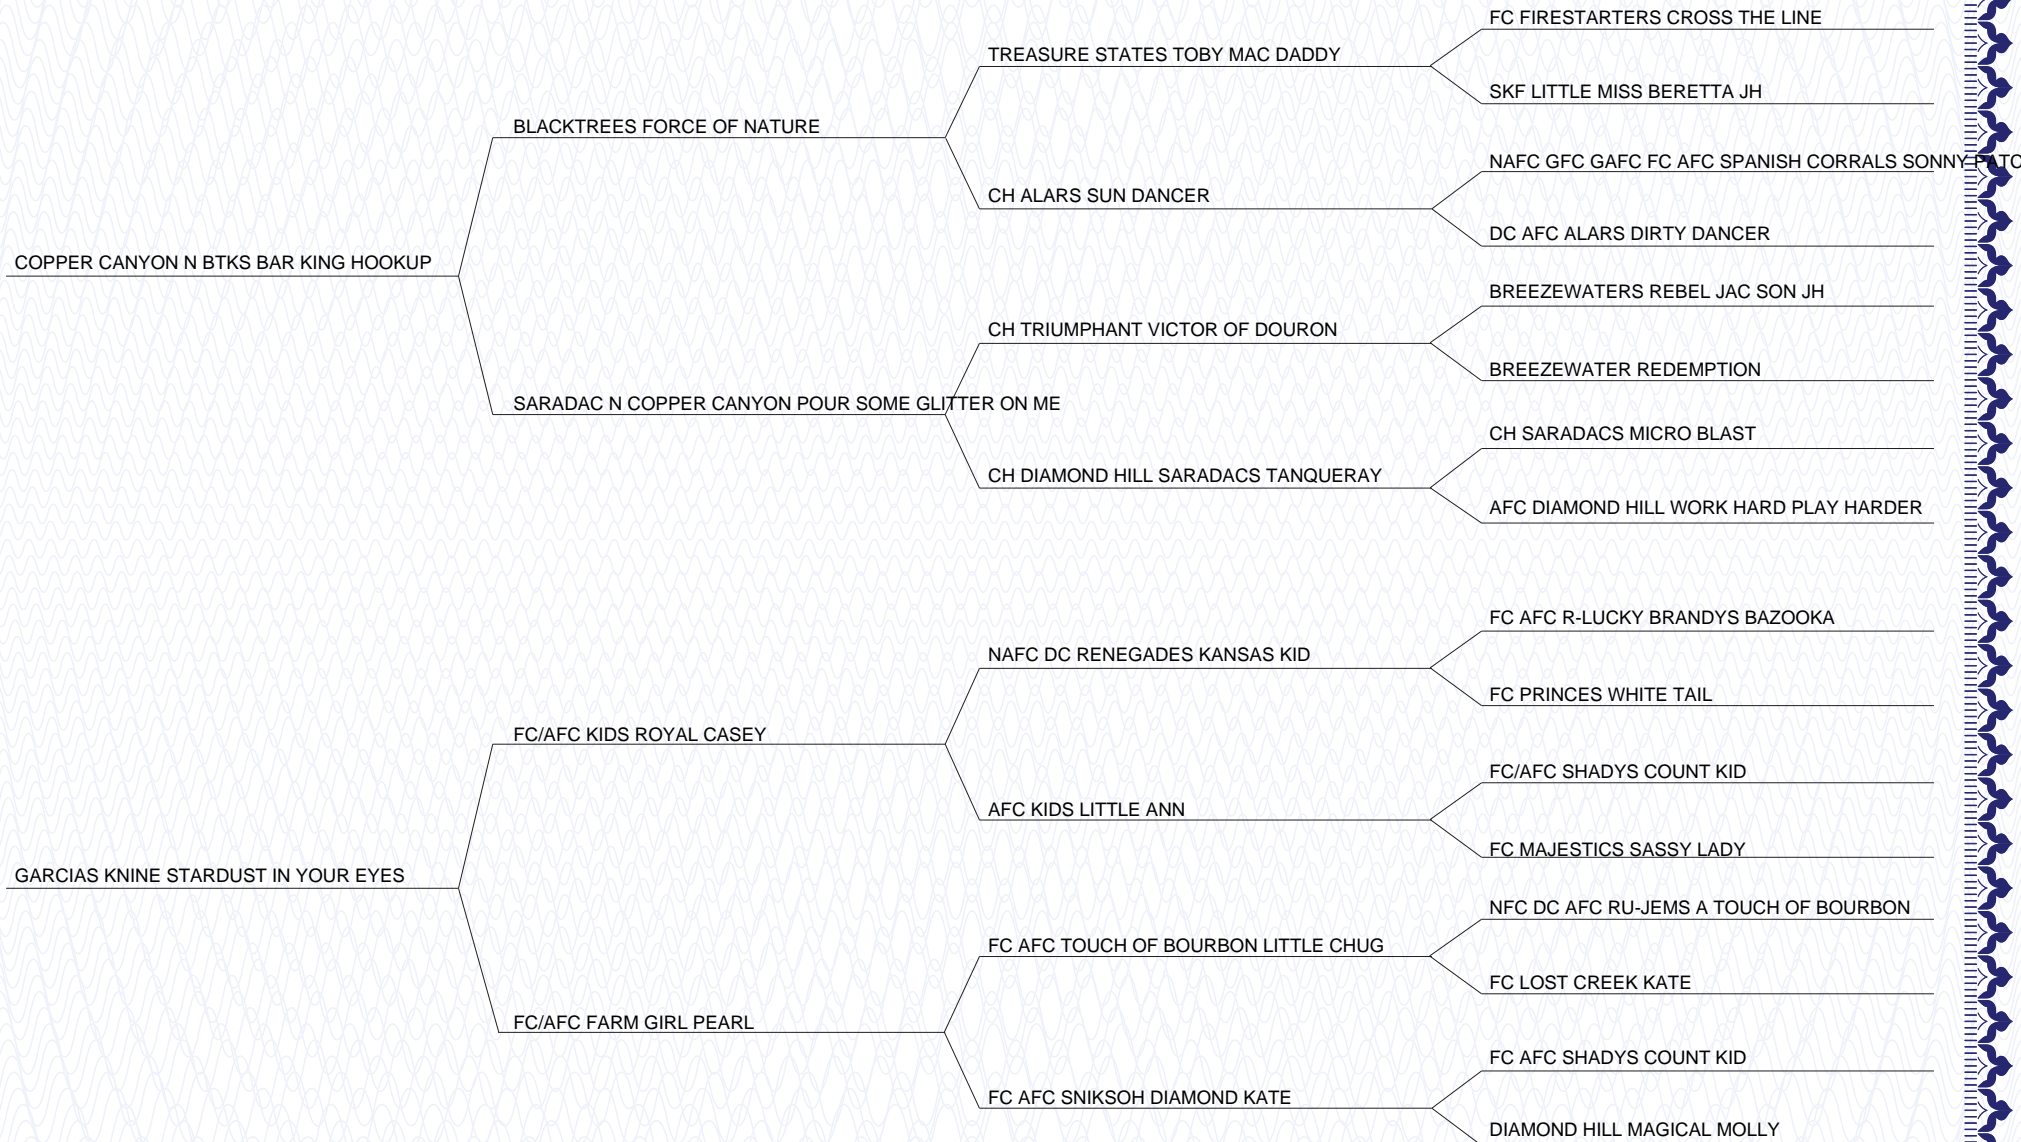 FC FIRESTARTERS CROSS THE LINE
TREASURE STATES TOBY MAC DADDY
SKF LITTLE MISS BERETTA JH
BLACKTREES FORCE OF NATURE
NAFC GFC GAFC FC AFC SPANISH CORRALS SONNY
CH ALARS SUN DANCER
DC AFC ALARS DIRTY DANCER
COPPER CANYON N BTKS BAR KING HOOKUP
BREEZEWATERS REBEL JAC SON JH
CH TRIUMPHANT VICTOR OF DOURON
BREEZEWATER REDEMPTION
SARADAC N COPPER CANYON POUR SOME GLITTER ON ME
CH SARADACS MICRO BLAST
CH DIAMOND HILL SARADACS TANQUERAY
AFC DIAMOND HILL WORK HARD PLAY HARDER
FC AFC R-LUCKY BRANDYS BAZOOKA
NAFC DC RENEGADES KANSAS KID
FC PRINCES WHITE TAIL
FC/AFC KIDS ROYAL CASEY
FC/AFC SHADYS COUNT KID
AFC KIDS LITTLE ANN
FC MAJESTICS SASSY LADY
GARCIAS KNINE STARDUST IN YOUR EYES
NFC DC AFC RU-JEMS A TOUCH OF BOURBON
FC AFC TOUCH OF BOURBON LITTLE CHUG
FC LOST CREEK KATE
FC/AFC FARM GIRL PEARL
FC AFC SHADYS COUNT KID
FC AFC SNIKSOH DIAMOND KATE
DIAMOND HILL MAGICAL MOLLY